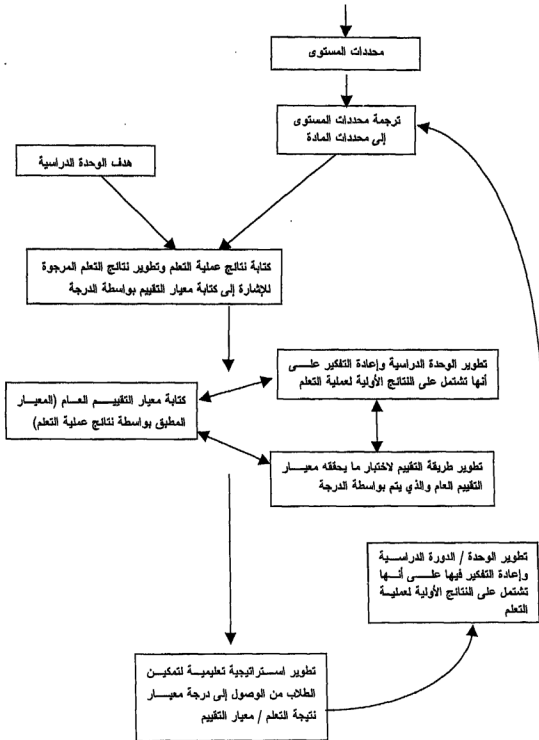 محددات المستوى
ترجمة محددات المستوى
إلى محددات المادة
هدف الوحدة الدراسية
كتابة نتائج عملية التعلم وتطوير نتائج التعلم المرجوة
للإشارة إلى كتابة معيار التقييم بواسطة الدرجة
تطوير الوحدة الدراسية وإعادة التفكير على
أنها تشتمل على النتائج الأولية لعملية التعلم
كتابة معيار التقييم العام (المعيار
المطبق بواسطة نتائج عملية التعلم)
تطوير طريقة التقييم لاختبار ما يحققه معيار
التقييم العام والذي يتم بواسطة الدرجة
تطوير الوحدة / الدورة الدراسية
وإعادة التفكير فيها على أنها
تشتمل على النتائج الأولية لعملية
التعلم
تطوير استراتيجية تعليمية لتمكين
الطلاب من الوصول إلى درجة معيار
نتيجة التعلم / معيار التقييم